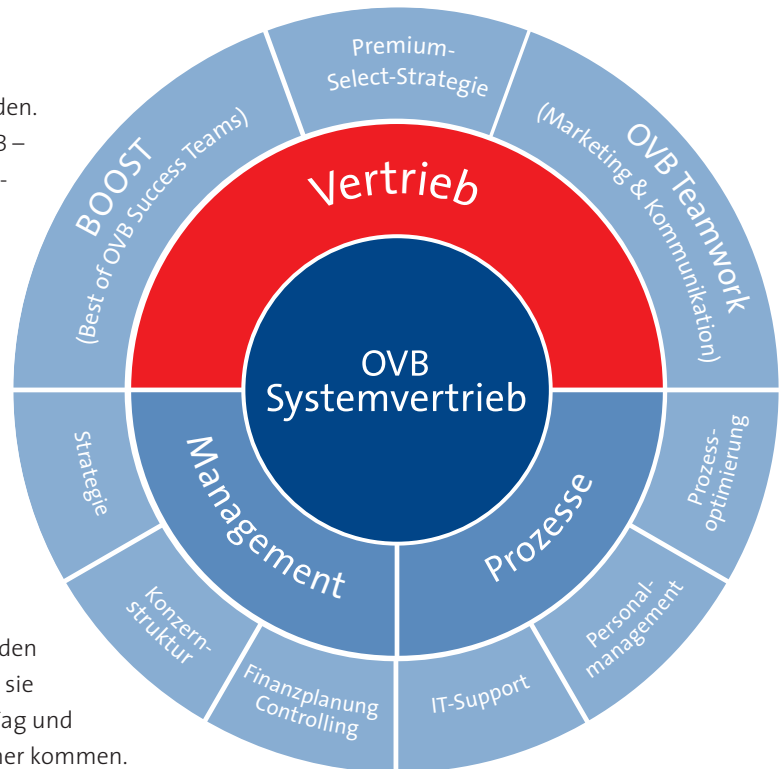 den.
B –
-
Premium-
Select-Strategie
BOOST
(Best of OVB Success Teams)
OVB Teamwork
(Marketing & Kommunikation)
Vertrieb
OVB
Systemvertrieb
Management
Prozesse
Strategie
Konzern-
struktur
Finanzplanung
Controlling
IT-Support
Personal-
management
Prozess-
optimierung
den
sie
ag und
her kommen.